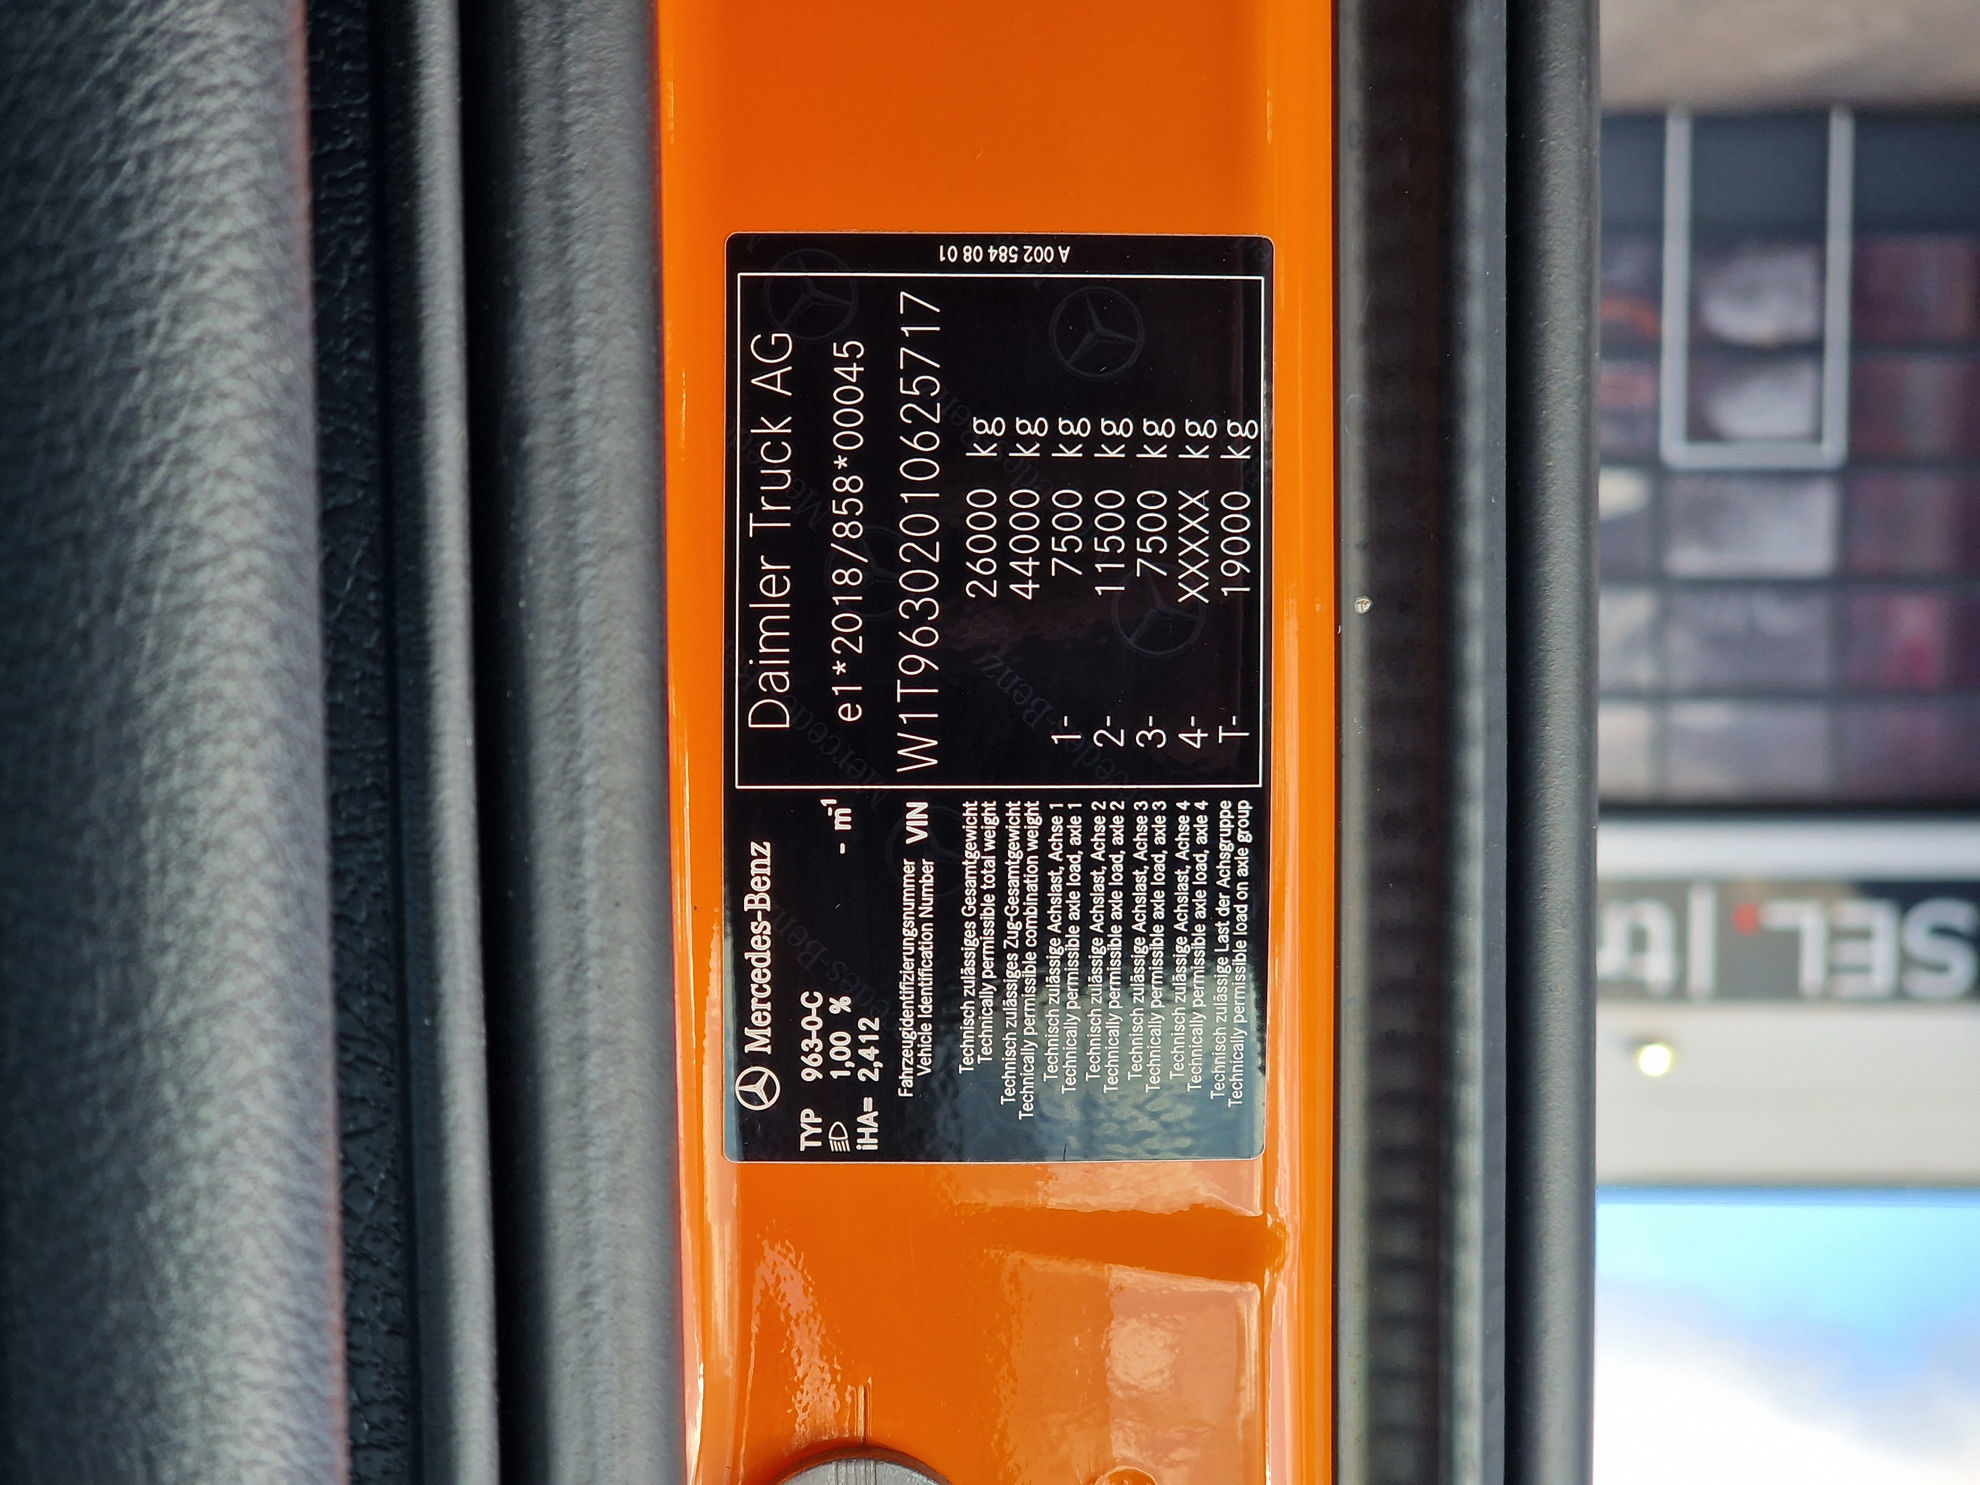 Mercedes-Benz
Daimler Truck AG
TYP 963-0-C
1,00 % - m⁻¹
e1*2018/858*00045
iHA= 2,412
Fahrzeugidentifizierungsnummer
Vehicle Identification Number
VIN
W1T96302010625717
Technisch zulässiges Gesamtgewicht
Technically permissible total weight
26000 kg
Technisch zulässiges Zug-Gesamtgewicht
Technically permissible combination weight
44000 kg
Technisch zulässige Achslast, Achse 1
Technically permissible axle load, axle 1
1- 7500 kg
Technisch zulässige Achslast, Achse 2
Technically permissible axle load, axle 2
2- 11500 kg
Technisch zulässige Achslast, Achse 3
Technically permissible axle load, axle 3
3- 7500 kg
Technisch zulässige Achslast, Achse 4
Technically permissible axle load, axle 4
4- XXXXX kg
Technisch zulässige Last der Achsgruppe
Technically permissible load on axle group
T- 19000 kg
A 002 584 08 01